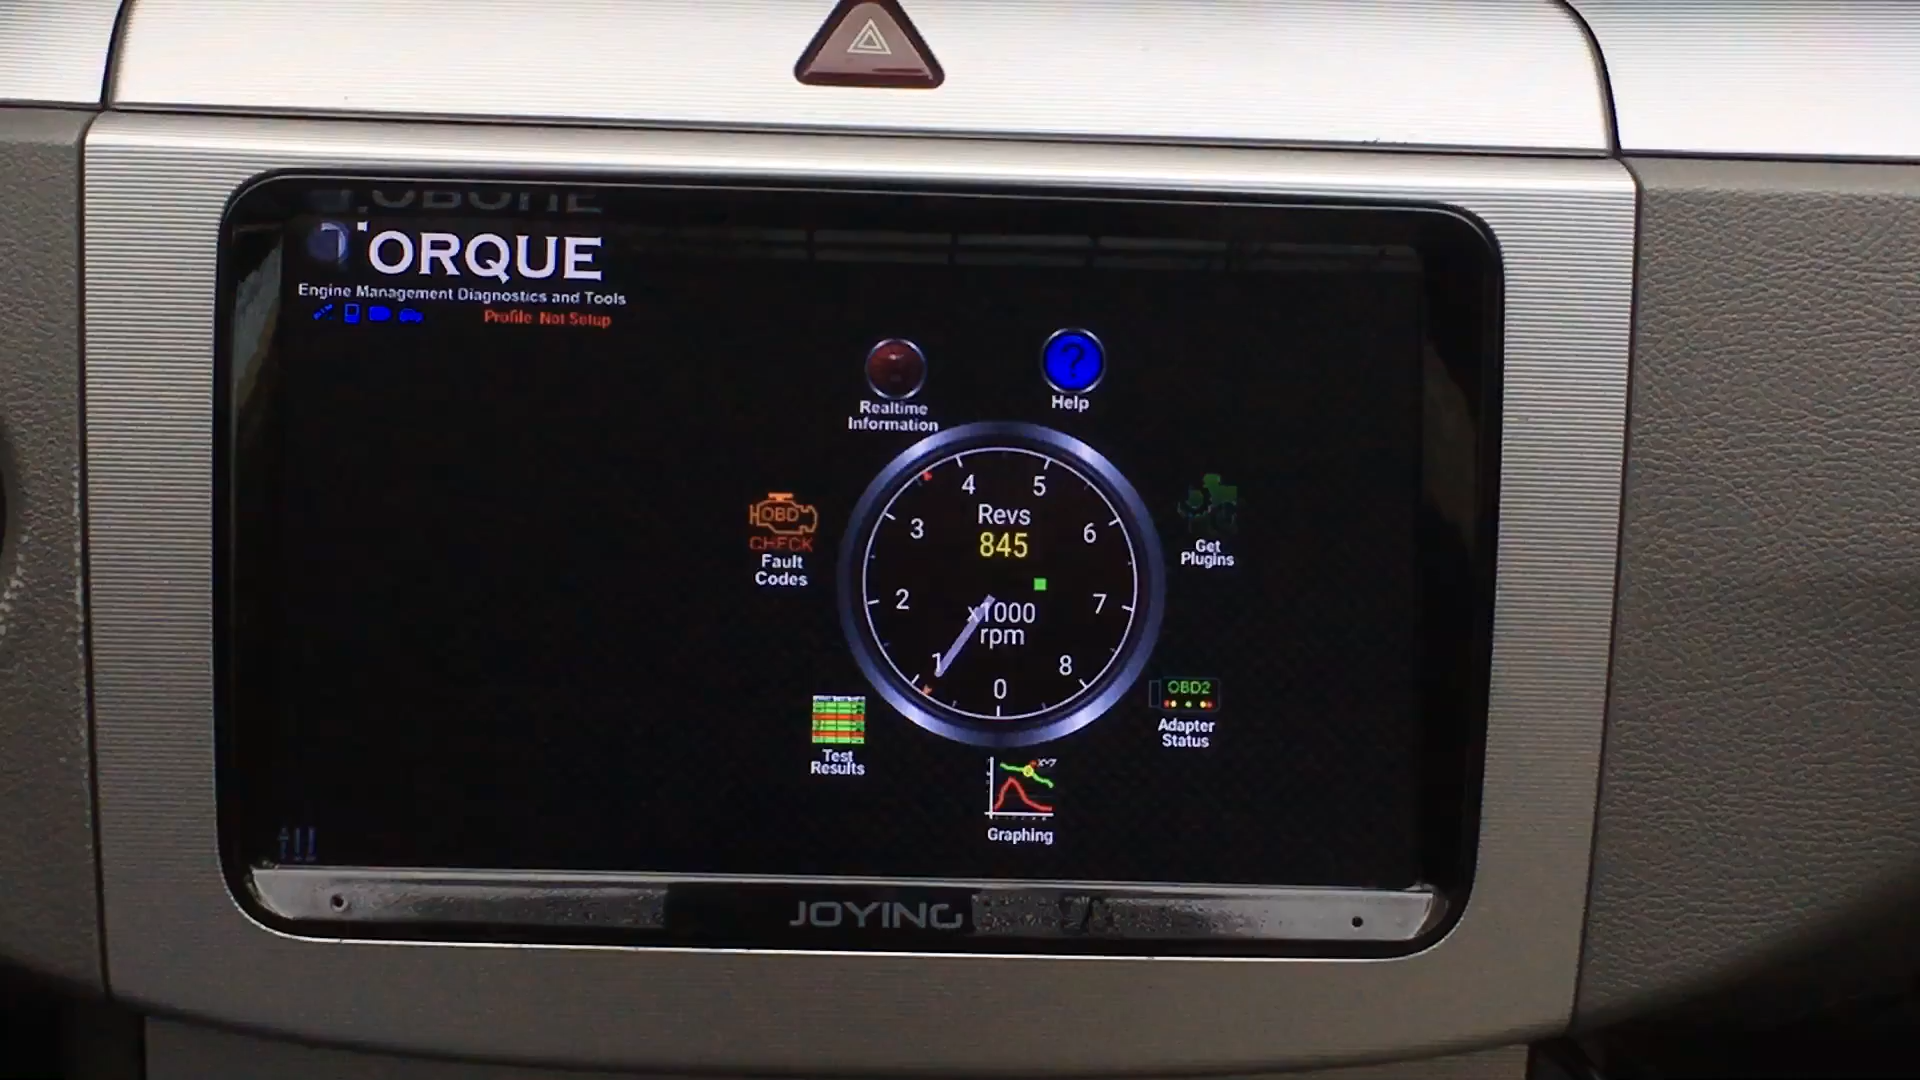 TORQUE
Engine Management Diagnostics and Tools
Profile Not Setup
Realtime
Information
Help
OBD
CHECK
Fault
Codes
Get
Plugins
4
5
3
6
2
7
1
8
0
Revs
845
x1000
rpm
OBD2
Adapter
Status
Test
Results
Graphing
JOYING